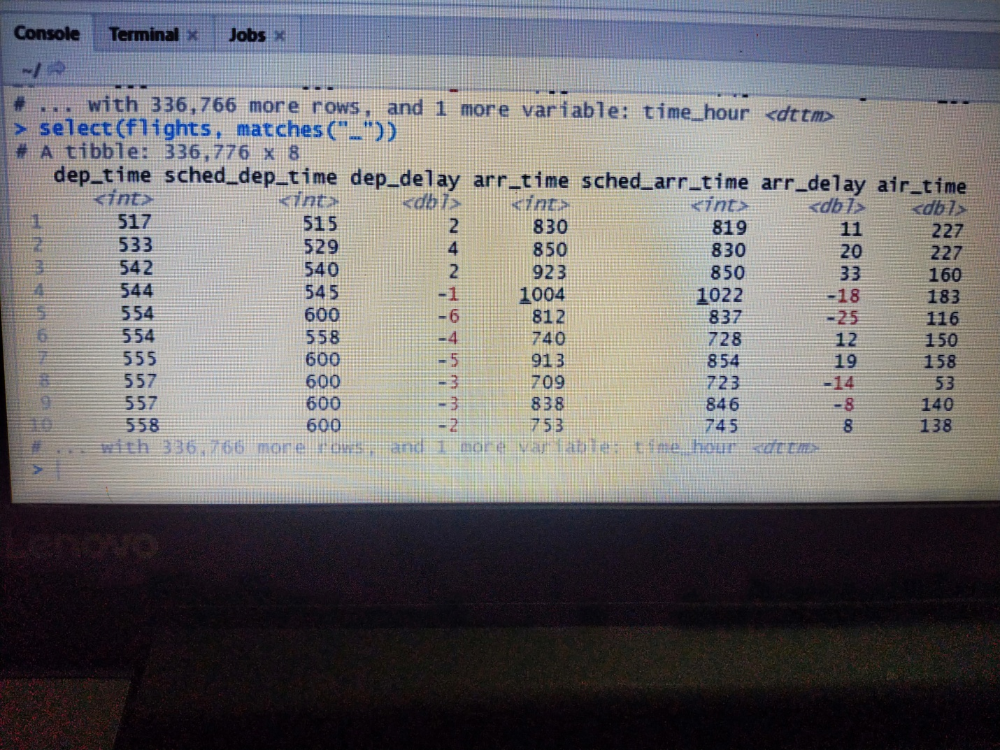 Console Terminal × Jobs ×
~/
# ... with 336,766 more rows, and 1 more variable: time_hour <dttm>
> select(flights, matches("_"))
# A tibble: 336,776 x 8
dep_time sched_dep_time dep_delay arr_time sched_arr_time arr_delay air_time
<int> <int> <dbl> <int> <int> <dbl> <dbl>
1 517 515 2 830 819 11 227
2 533 529 4 850 830 20 227
3 542 540 2 923 850 33 160
4 544 545 -1 1004 1022 -18 183
5 554 600 -6 812 837 -25 116
6 554 558 -4 740 728 12 150
7 555 600 -5 913 854 19 158
8 557 600 -3 709 723 -14 53
9 557 600 -3 838 846 -8 140
10 558 600 -2 753 745 8 138
# ... with 336,766 more rows, and 1 more variable: time_hour <dttm>
>
Lenovo